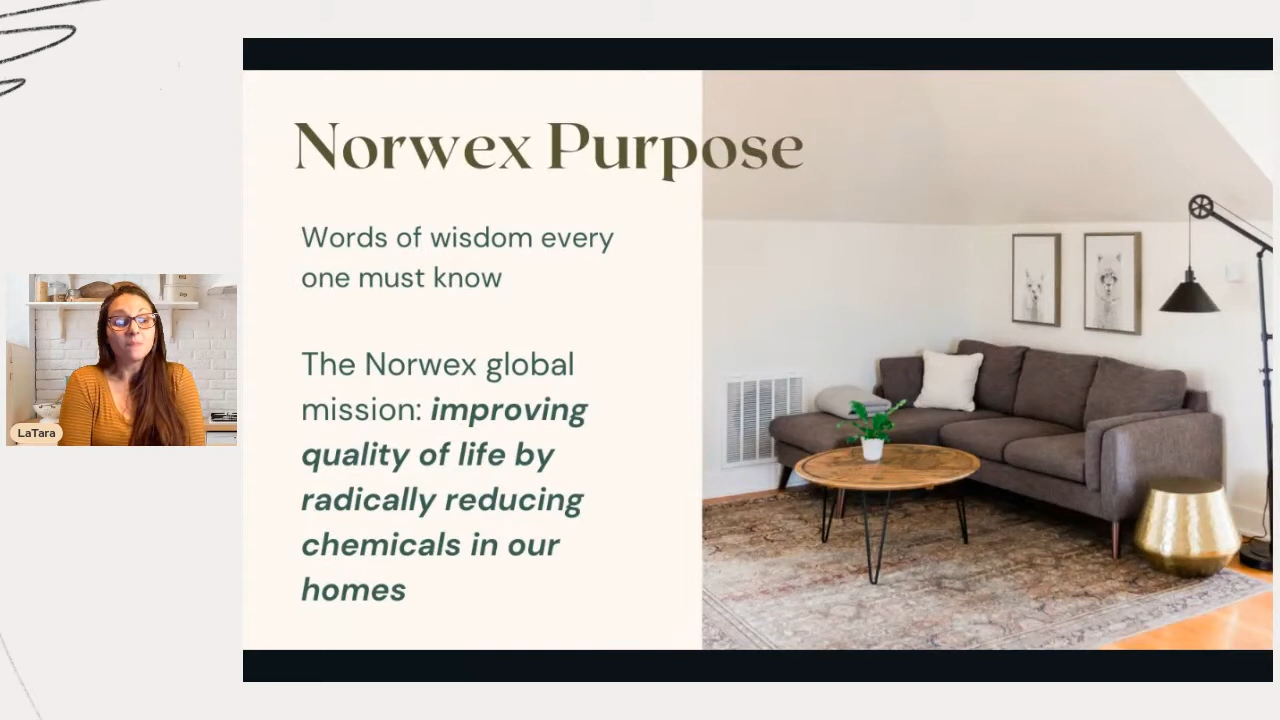 Norwex Purpose
Words of wisdom every
one must know
The Norwex global
mission: improving
quality of life by
radically reducing
chemicals in our
homes
LaTara